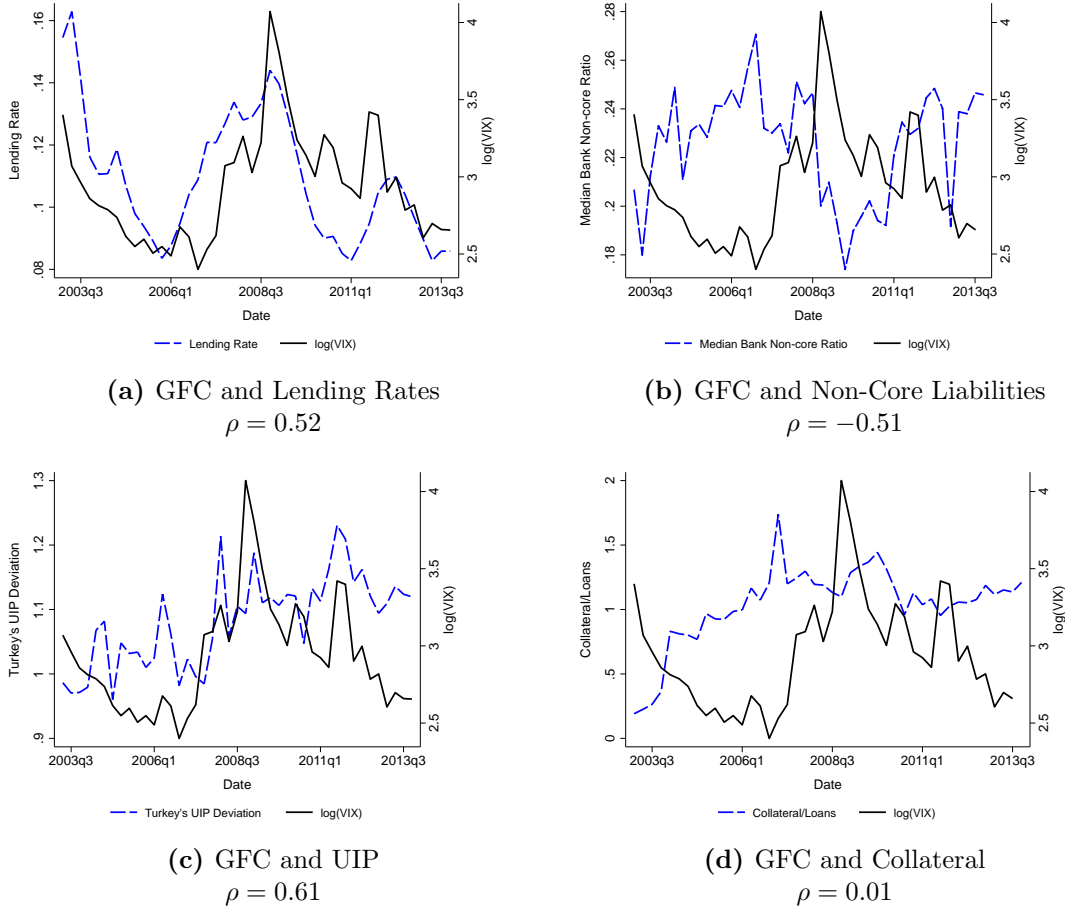 .16
.14
.12
.1
.08
Lending Rate
4
3.5
3
2.5
log(VIX)
2003q3 2006q1 2008q3 2011q1 2013q3
Date
Lending Rate log(VIX)
(a) GFC and Lending Rates
ρ = 0.52
.28
.26
.24
.22
.2
.18
Median Bank Non-core Ratio
4
3.5
3
2.5
log(VIX)
2003q3 2006q1 2008q3 2011q1 2013q3
Date
Median Bank Non-core Ratio log(VIX)
(b) GFC and Non-Core Liabilities
ρ = −0.51
1.3
1.2
1.1
1
.9
Turkey's UIP Deviation
4
3.5
3
2.5
log(VIX)
2003q3 2006q1 2008q3 2011q1 2013q3
Date
Turkey's UIP Deviation log(VIX)
(c) GFC and UIP
ρ = 0.61
2
1.5
1
.5
0
Collateral/Loans
4
3.5
3
2.5
log(VIX)
2003q3 2006q1 2008q3 2011q1 2013q3
Date
Collateral/Loans log(VIX)
(d) GFC and Collateral
ρ = 0.01